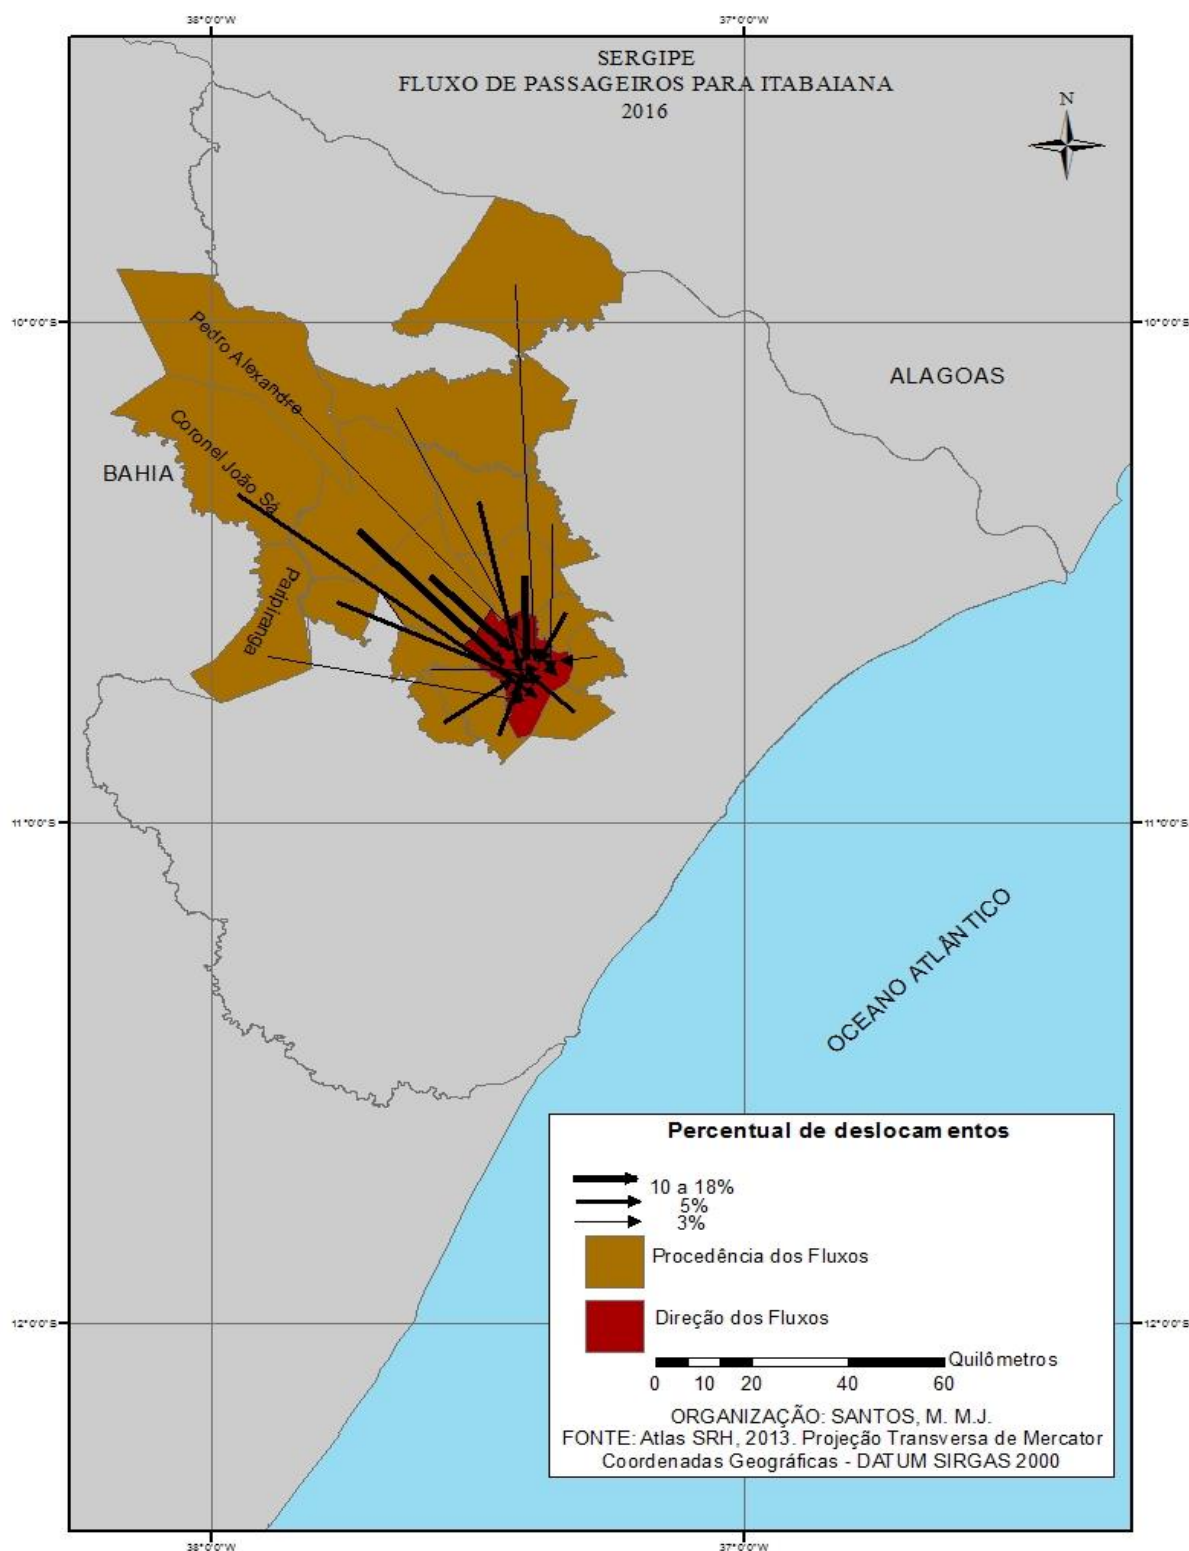 38°0'0"W 37°0'0"W
SERGIPE
FLUXO DE PASSAGEIROS PARA ITABAIANA
2016
N
10°0'0"S 10°0'0"S
Pedro Alexandre
ALAGOAS
Coronel João Sá
BAHIA
Paripiranga
11°0'0"S 11°0'0"S
OCEANO ATLÂNTICO
Percentual de deslocamentos
10 a 18%
5%
3%
Procedência dos Fluxos
Direção dos Fluxos
12°0'0"S 12°0'0"S
Quilômetros
0 10 20 40 60
ORGANIZAÇÃO: SANTOS, M. M.J.
FONTE: Atlas SRH, 2013. Projeção Transversa de Mercator
Coordenadas Geográficas - DATUM SIRGAS 2000
38°0'0"W 37°0'0"W